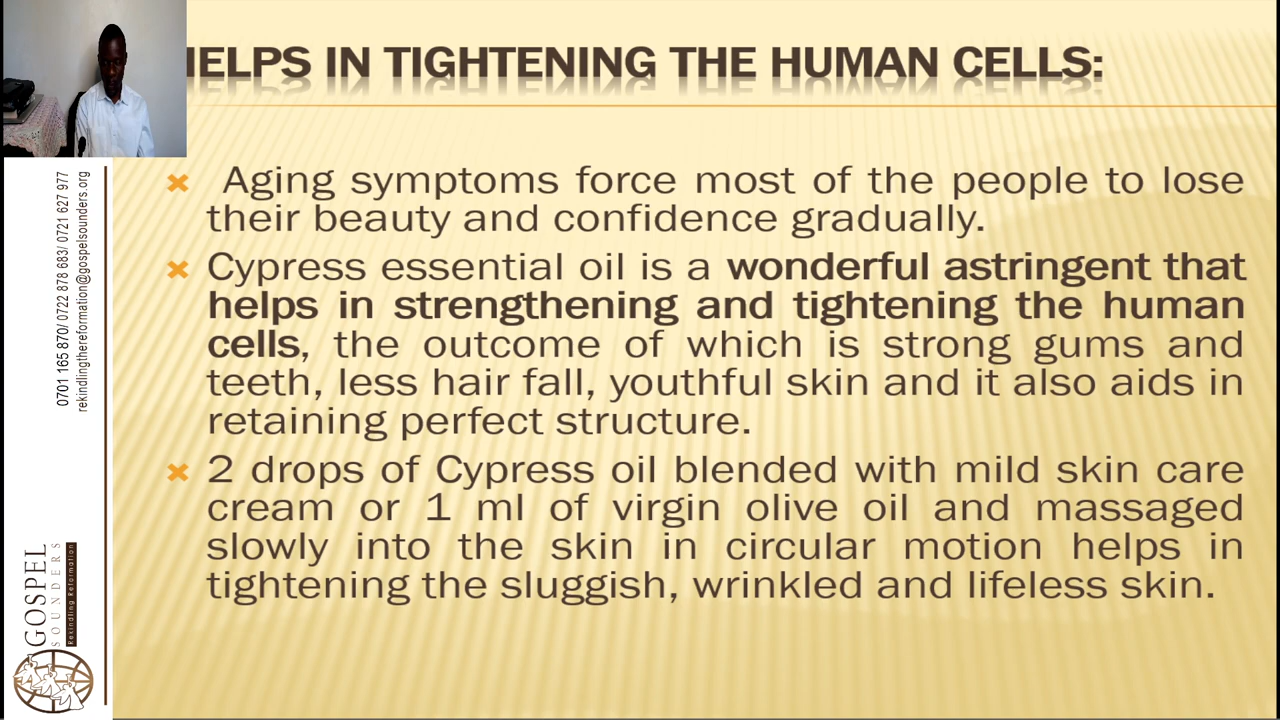 HELPS IN TIGHTENING THE HUMAN CELLS:
Aging symptoms force most of the people to lose
their beauty and confidence gradually.
Cypress essential oil is a wonderful astringent that
helps in strengthening and tightening the human
cells, the outcome of which is strong gums and
teeth, less hair fall, youthful skin and it also aids in
retaining perfect structure.
2 drops of Cypress oil blended with mild skin care
cream or 1 ml of virgin olive oil and massaged
slowly into the skin in circular motion helps in
tightening the sluggish, wrinkled and lifeless skin.
0701 165 870/ 0722 878 683/ 0721 627 977
rekindlingthereformation@gospelsounders.org
GOSPEL
SOUNDERS
Rekindling Reformation